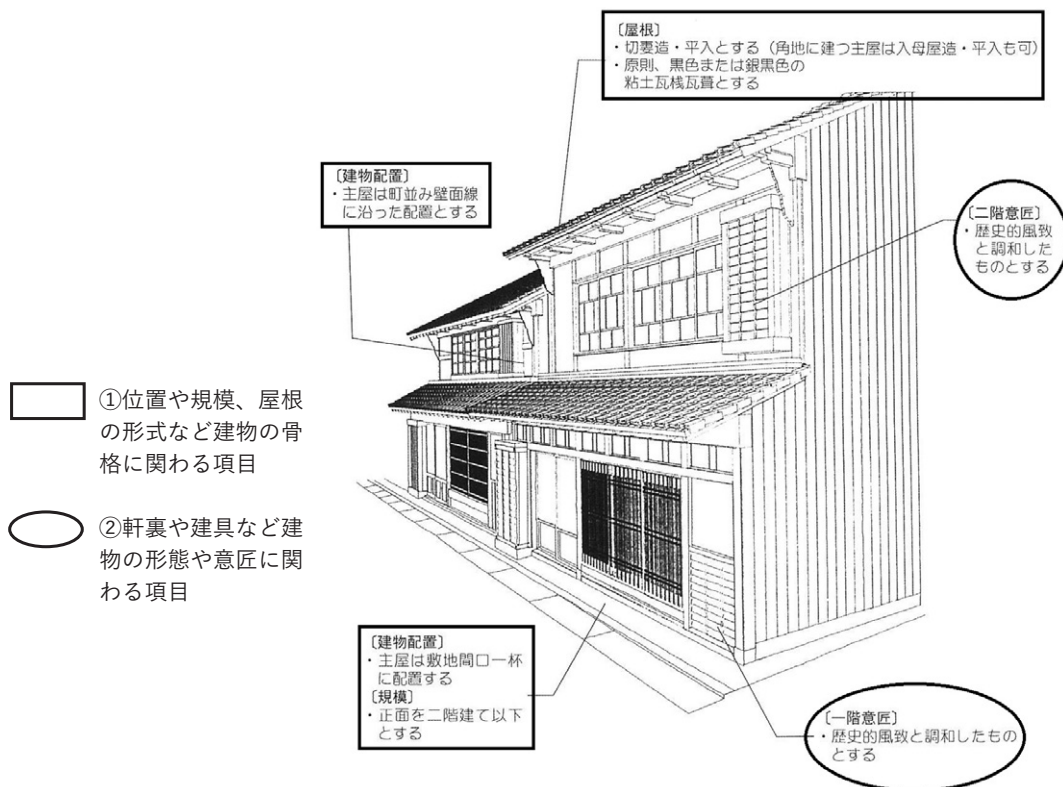 〔屋根〕
・切妻造・平入とする（角地に建つ主屋は入母屋造・平入も可）
・原則、黒色または銀黒色の
粘土瓦桟瓦葺とする
〔建物配置〕
・主屋は町並み壁面線
に沿った配置とする
〔二階意匠〕
・歴史的風致
と調和した
ものとする
①位置や規模、屋根
の形式など建物の骨
格に関わる項目
②軒裏や建具など建
物の形態や意匠に関
わる項目
〔建物配置〕
・主屋は敷地間口一杯
に配置する
〔規模〕
・正面を二階建て以下
とする
〔一階意匠〕
・歴史的風致と調和したもの
とする